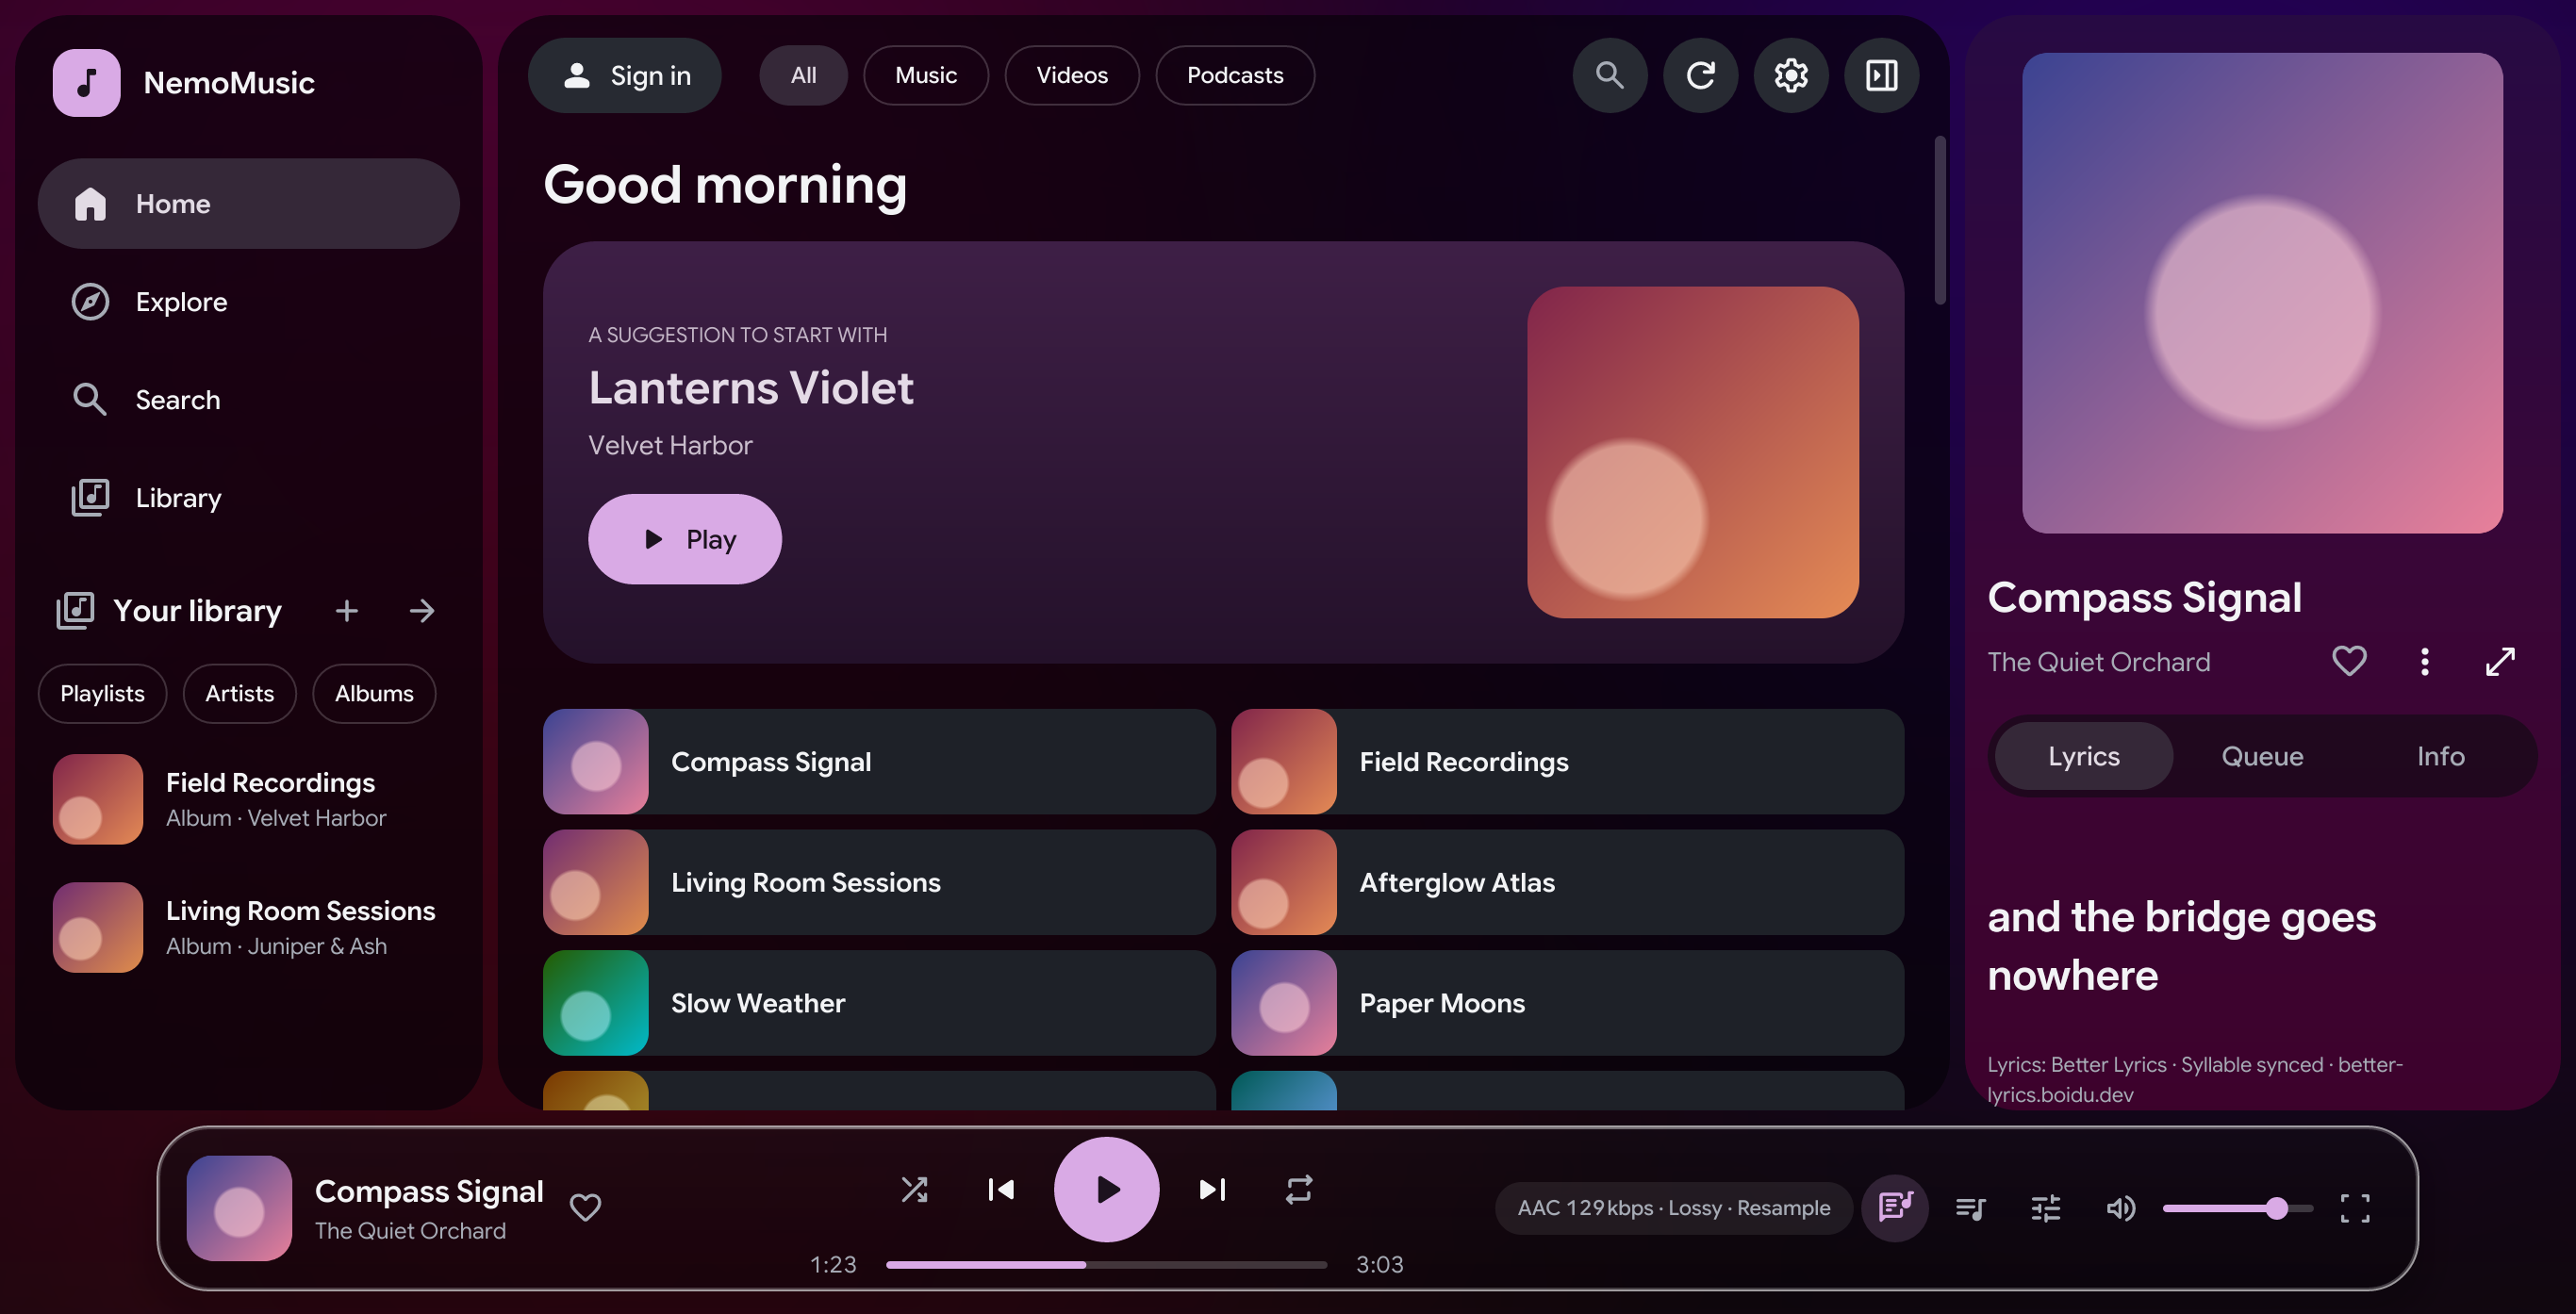 NemoMusic
Home
Explore
Search
Library
Your library
Playlists
Artists
Albums
Field Recordings
Album · Velvet Harbor
Living Room Sessions
Album · Juniper & Ash
Sign in
All
Music
Videos
Podcasts
Good morning
A SUGGESTION TO START WITH
Lanterns Violet
Velvet Harbor
Play
Compass Signal
Field Recordings
Living Room Sessions
Afterglow Atlas
Slow Weather
Paper Moons
Compass Signal
The Quiet Orchard
Lyrics
Queue
Info
and the bridge goes
nowhere
Lyrics: Better Lyrics · Syllable synced · better-
lyrics.boidu.dev
Compass Signal
The Quiet Orchard
1:23
3:03
AAC 129 kbps · Lossy · Resample